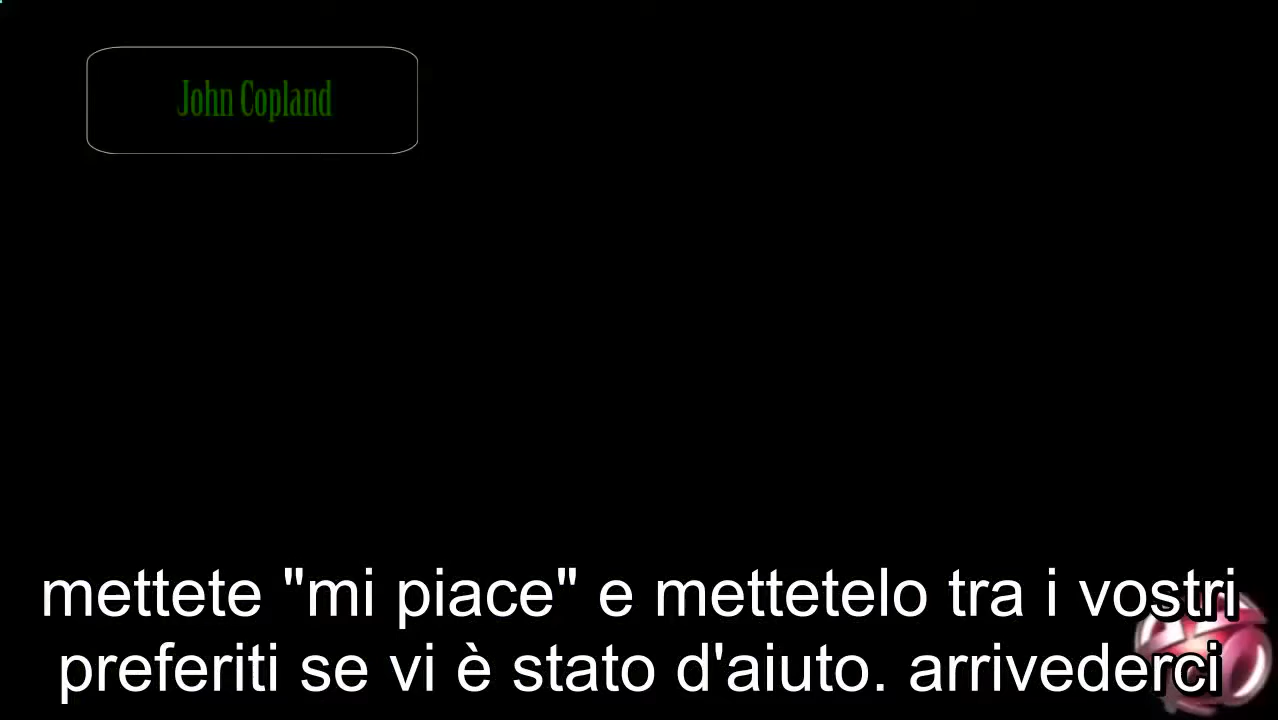 John Copland
mettete "mi piace" e mettetelo tra i vostri
preferiti se vi è stato d'aiuto. arrivederci